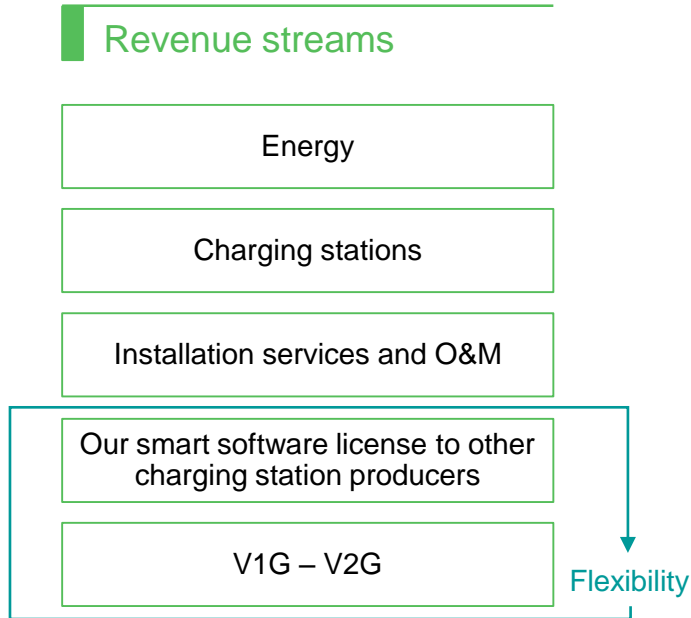 Revenue streams
Energy
Charging stations
Installation services and O&M
Our smart software license to other
charging station producers
V1G – V2G
Flexibility